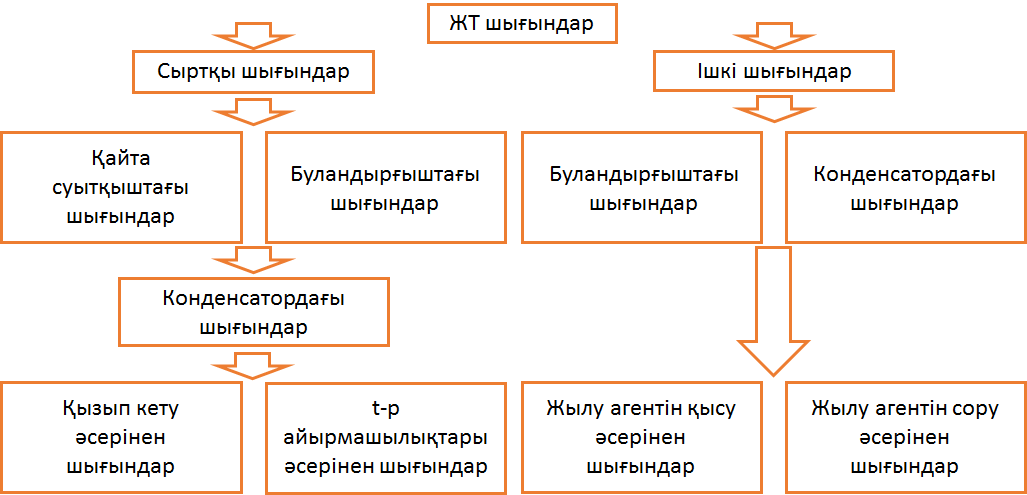 ЖТ шығындар
Сыртқы шығындар
Ішкі шығындар
Қайта
суытқыштағы
шығындар
Буландырғыштағы
шығындар
Буландырғыштағы
шығындар
Конденсатордағы
шығындар
Конденсатордағы
шығындар
Қызып кету
әсерінен
шығындар
t-р
айырмашылықтары
әсерінен шығындар
Жылу агентін қысу
әсерінен
шығындар
Жылу агентін сору
әсерінен
шығындар